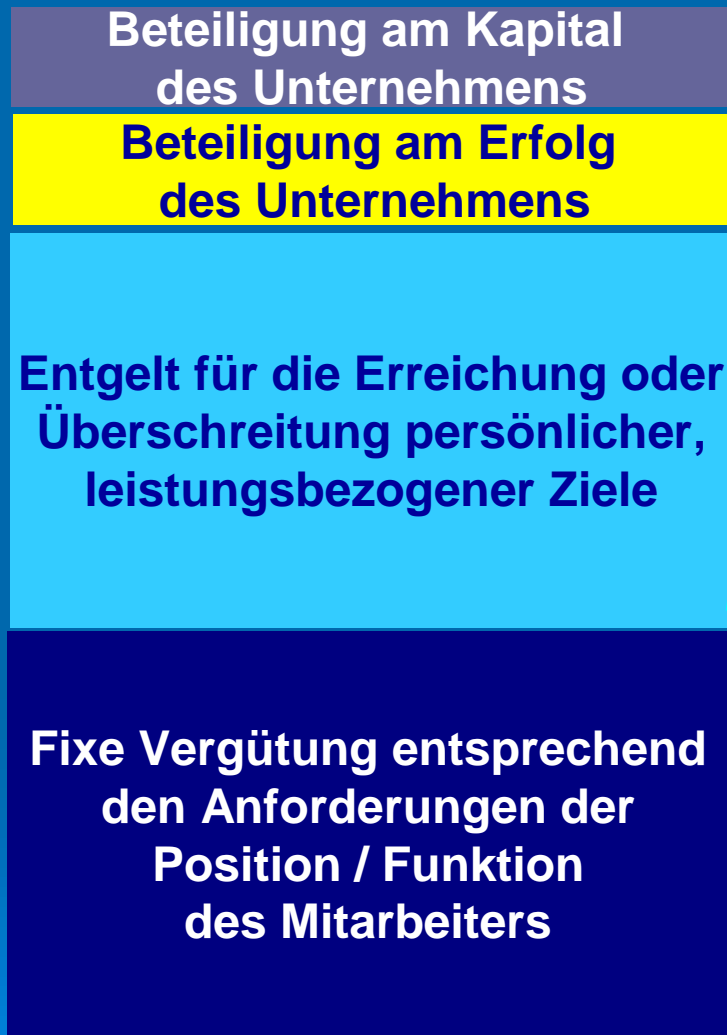 Beteiligung am Kapital
des Unternehmens
Beteiligung am Erfolg
des Unternehmens
Entgelt für die Erreichung oder
Überschreitung persönlicher,
leistungsbezogener Ziele
Fixe Vergütung entsprechend
den Anforderungen der
Position / Funktion
des Mitarbeiters